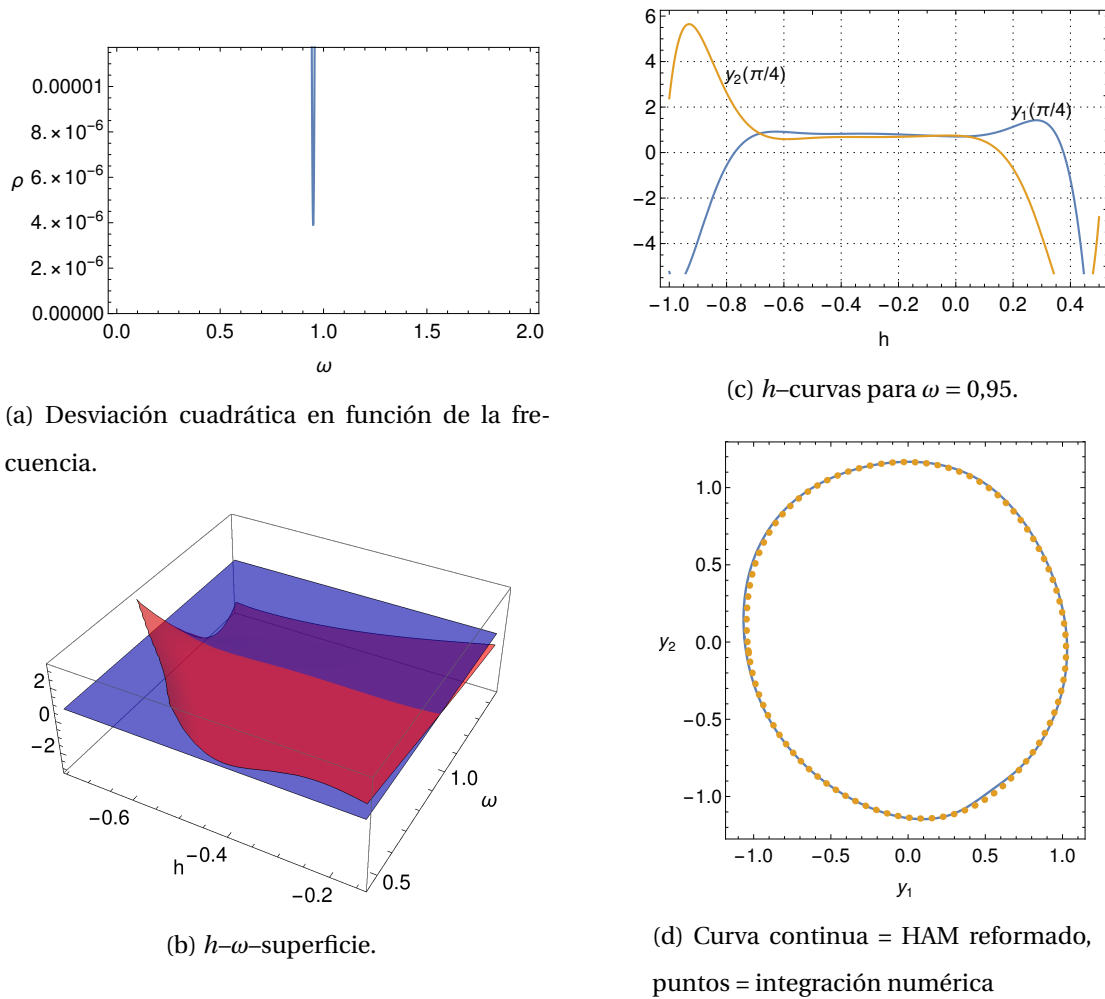 0.00001
8.×10⁻⁶
ρ 6.×10⁻⁶
4.×10⁻⁶
2.×10⁻⁶
0.00000
0.0 0.5 1.0 1.5 2.0
ω
(a) Desviación cuadrática en función de la fre-
cuencia.
2
0
−2
−0.6
h −0.4
−0.2
0.5
1.0
ω
(b) h–ω–superficie.
6
4
2
0
−2
−4
y₂(π/4)
y₁(π/4)
−1.0 −0.8 −0.6 −0.4 −0.2 0.0 0.2 0.4
h
(c) h–curvas para ω = 0,95.
1.0
0.5
y₂ 0.0
−0.5
−1.0
−1.0 −0.5 0.0 0.5 1.0
y₁
(d) Curva continua = HAM reformado,
puntos = integración numérica